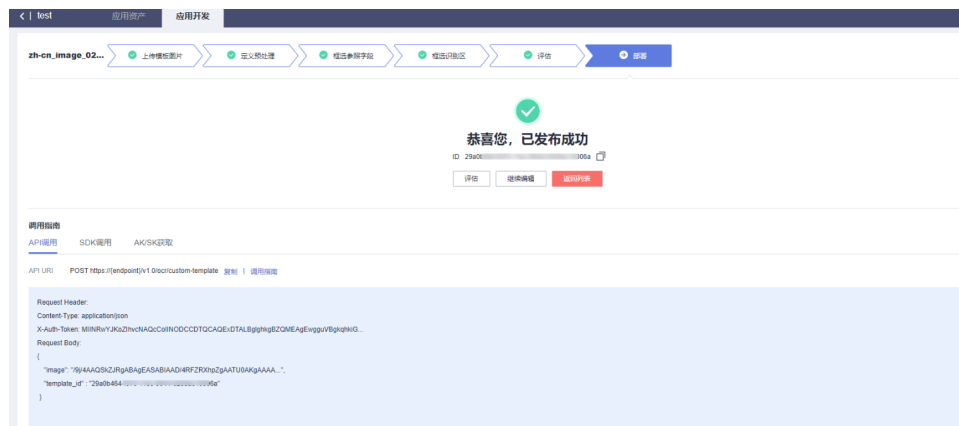 < | test 应用资产 应用开发
zh-cn_image_02... 上传模板图片 定义预处理 框选参照字段 框选识别区 评估 部署
恭喜您，已发布成功
ID 29a0
评估 继续编辑 返回列表
调用指南
API调用 SDK调用 AK/SK获取
API URI POST https://{endpoint}/v1.0/ocr/custom-template 复制 | 调用指南
Request Header:
Content-Type: application/json
X-Auth-Token: MIINRwYJKoZIhvcNAQcCoIINODCCDTQCAQExDTALBglghkgBZQMEAgEwgguVBgkqhkiG...
Request Body:
{
"image": "/9j/4AAQSkZJRgABAgEASABIAAD/4RFZRXhpZgAATU0AKgAAAA...",
"template_id" : "29a0b464
}